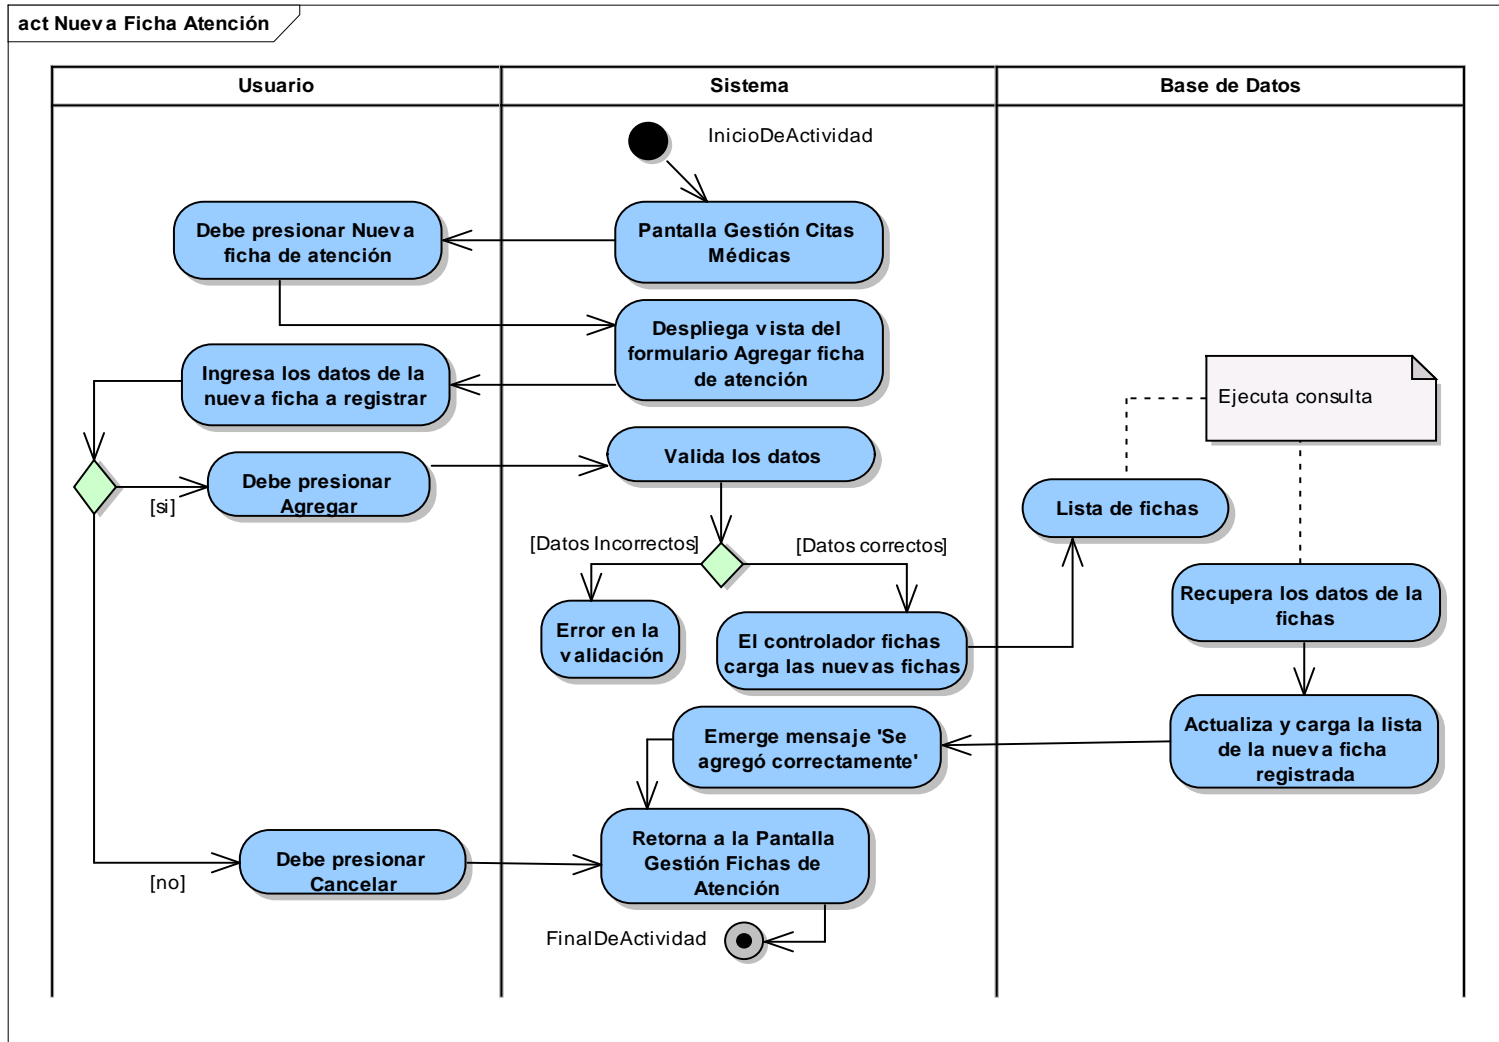 act Nueva Ficha Atención
Usuario
Sistema
Base de Datos
InicioDeActividad
Debe presionar Nueva
ficha de atención
Pantalla Gestión Citas
Médicas
Despliega vista del
formulario Agregar ficha
de atención
Ingresa los datos de la
nueva ficha a registrar
Ejecuta consulta
Valida los datos
Debe presionar
Agregar
[si]
Lista de fichas
[Datos Incorrectos]
[Datos correctos]
Recupera los datos de la
fichas
Error en la
validación
El controlador fichas
carga las nuevas fichas
Emerge mensaje 'Se
agregó correctamente'
Actualiza y carga la lista
de la nueva ficha
registrada
Retorna a la Pantalla
Gestión Fichas de
Atención
Debe presionar
Cancelar
[no]
FinalDeActividad